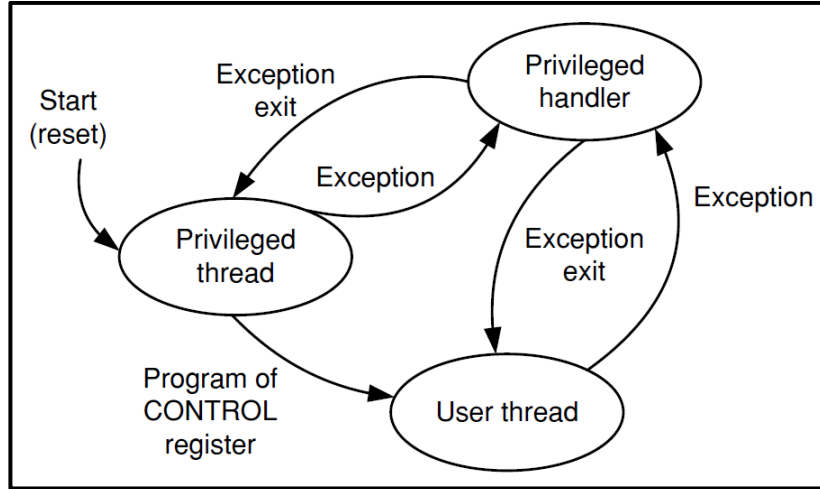 Privileged
handler
Exception
exit
Start
(reset)
Exception
Exception
Privileged
thread
Exception
exit
Program of
CONTROL
register
User thread